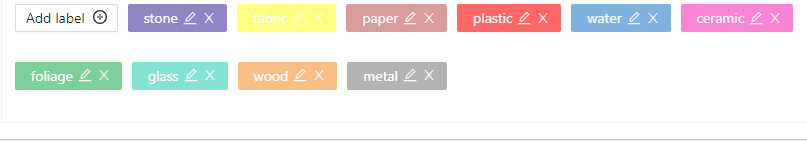 Add label stone fabric paper plastic water ceramic
foliage glass wood metal